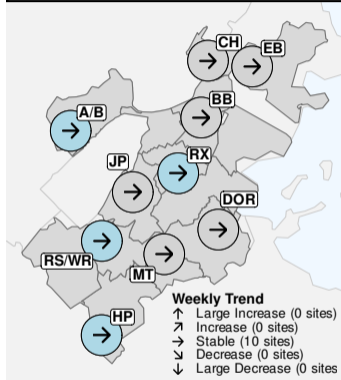 CH
EB
A/B
BB
JP
RX
DOR
RS/WR
MT
HP
Weekly Trend
↑ Large Increase (0 sites)
↗ Increase (0 sites)
→ Stable (10 sites)
↘ Decrease (0 sites)
↓ Large Decrease (0 sites)